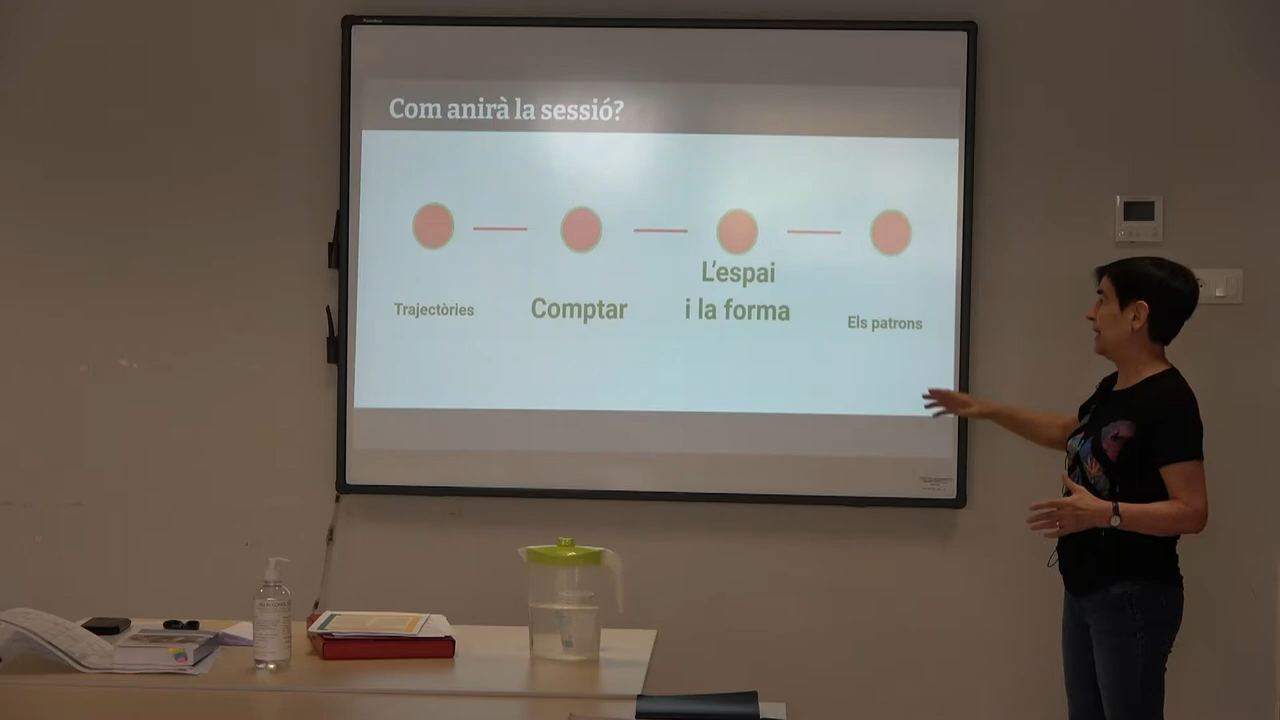 Com anirà la sessió?
Trajectòries
Comptar
L'espai
i la forma
Els patrons